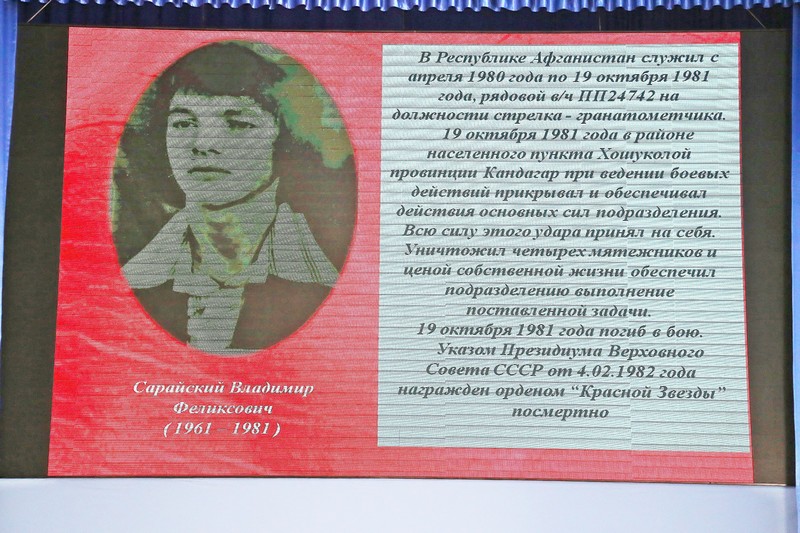 Сарайский Владимир
Феликсович
( 1961 – 1981 )
В Республике Афганистан служил с
апреля 1980 года по 19 октября 1981
года, рядовой в/ч ПП24742 на
должности стрелка - гранатометчика.
19 октября 1981 года в районе
населенного пункта Хошуколой
провинции Кандагар при ведении боевых
действий прикрывал и обеспечивал
действия основных сил подразделения.
Всю силу этого удара принял на себя.
Уничтожил четырех мятежников и
ценой собственной жизни обеспечил
подразделению выполнение
поставленной задачи.
19 октября 1981 года погиб в бою.
Указом Президиума Верховного
Совета СССР от 4.02.1982 года
награжден орденом “Красной Звезды”
посмертно